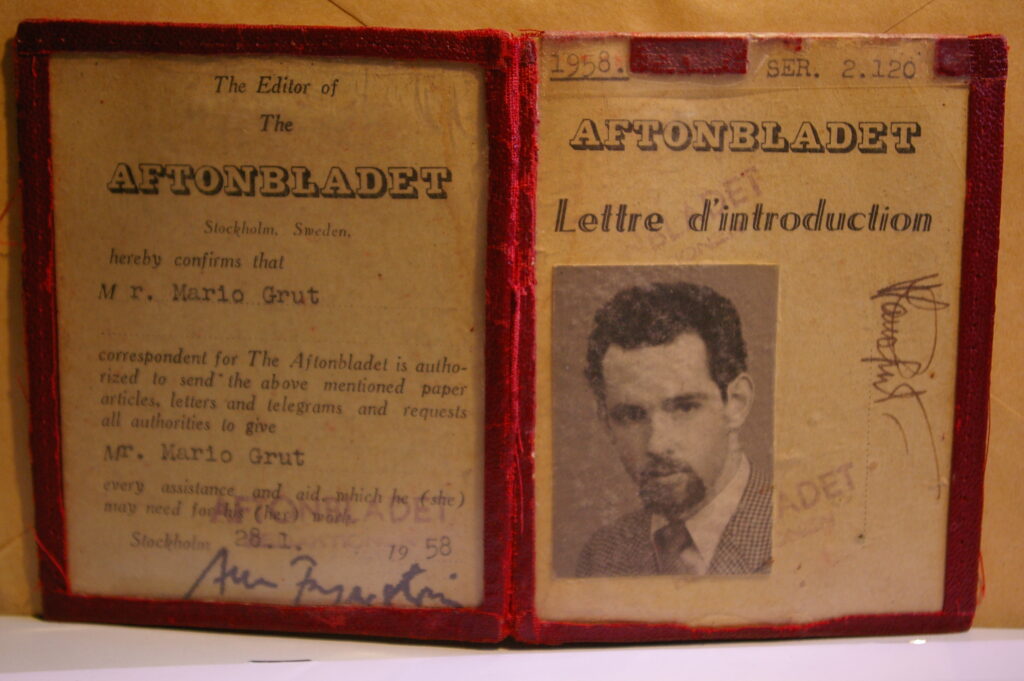 The Editor of
The
AFTONBLADET
Stockholm, Sweden,
hereby confirms that
Mr. Mario Grut
correspondent for The Aftonbladet is autho-
rized to send the above mentioned paper
articles, letters and telegrams and requests
all authorities to give
Mr. Mario Grut
every assistance and aid which he (she)
may need for his (her) work.
AFTONBLADET
Stockholm 28.1. 1958
1958. SER. 2.120
AFTONBLADET
Lettre d'introduction
BLADET
LADET